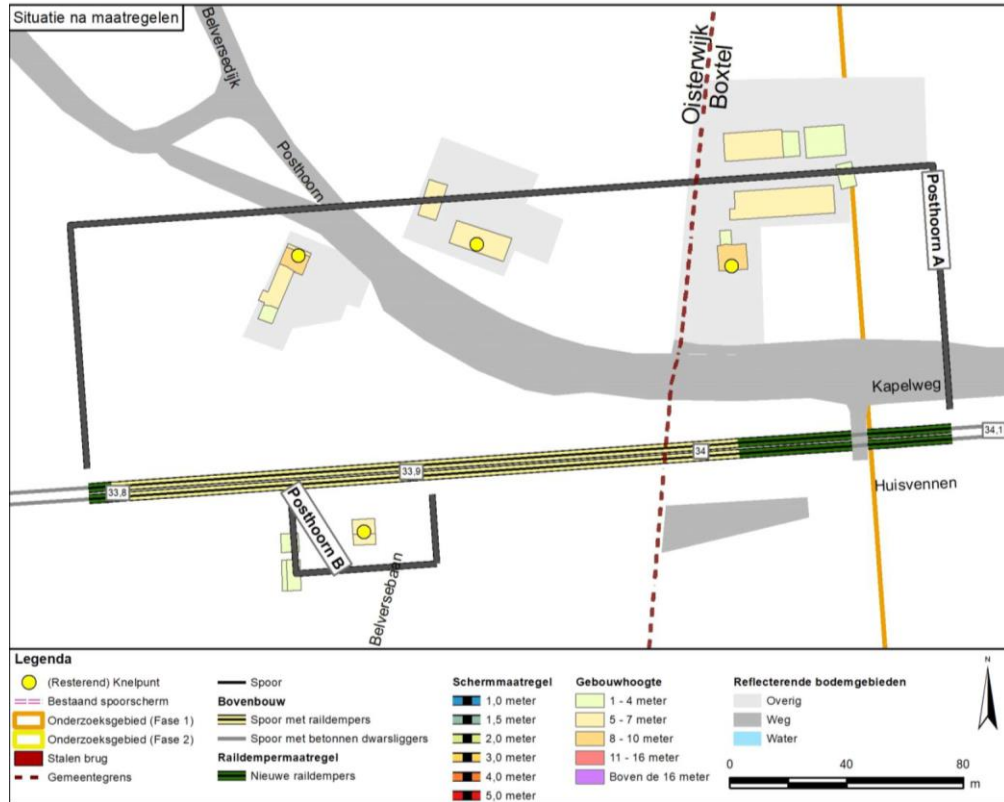 Situatie na maatregelen
Belversedijk
Posthoorn
Oisterwijk
Boxtel
Posthoorn A
Kapelweg
34,1
34
33,9
33,8
Huisvennen
Posthoorn B
Belversebaan
Legenda
(Resterend) Knelpunt
Bestaand spoorscherm
Onderzoeksgebied (Fase 1)
Onderzoeksgebied (Fase 2)
Stalen brug
Gemeentegrens
Spoor
Bovenbouw
Spoor met raildempers
Spoor met betonnen dwarsliggers
Raildempermaatregel
Nieuwe raildempers
Schermmaatregel
1,0 meter
1,5 meter
2,0 meter
3,0 meter
4,0 meter
5,0 meter
Gebouwhoogte
1 - 4 meter
5 - 7 meter
8 - 10 meter
11 - 16 meter
Boven de 16 meter
Reflecterende bodemgebieden
Overig
Weg
Water
N
0 40 80
m